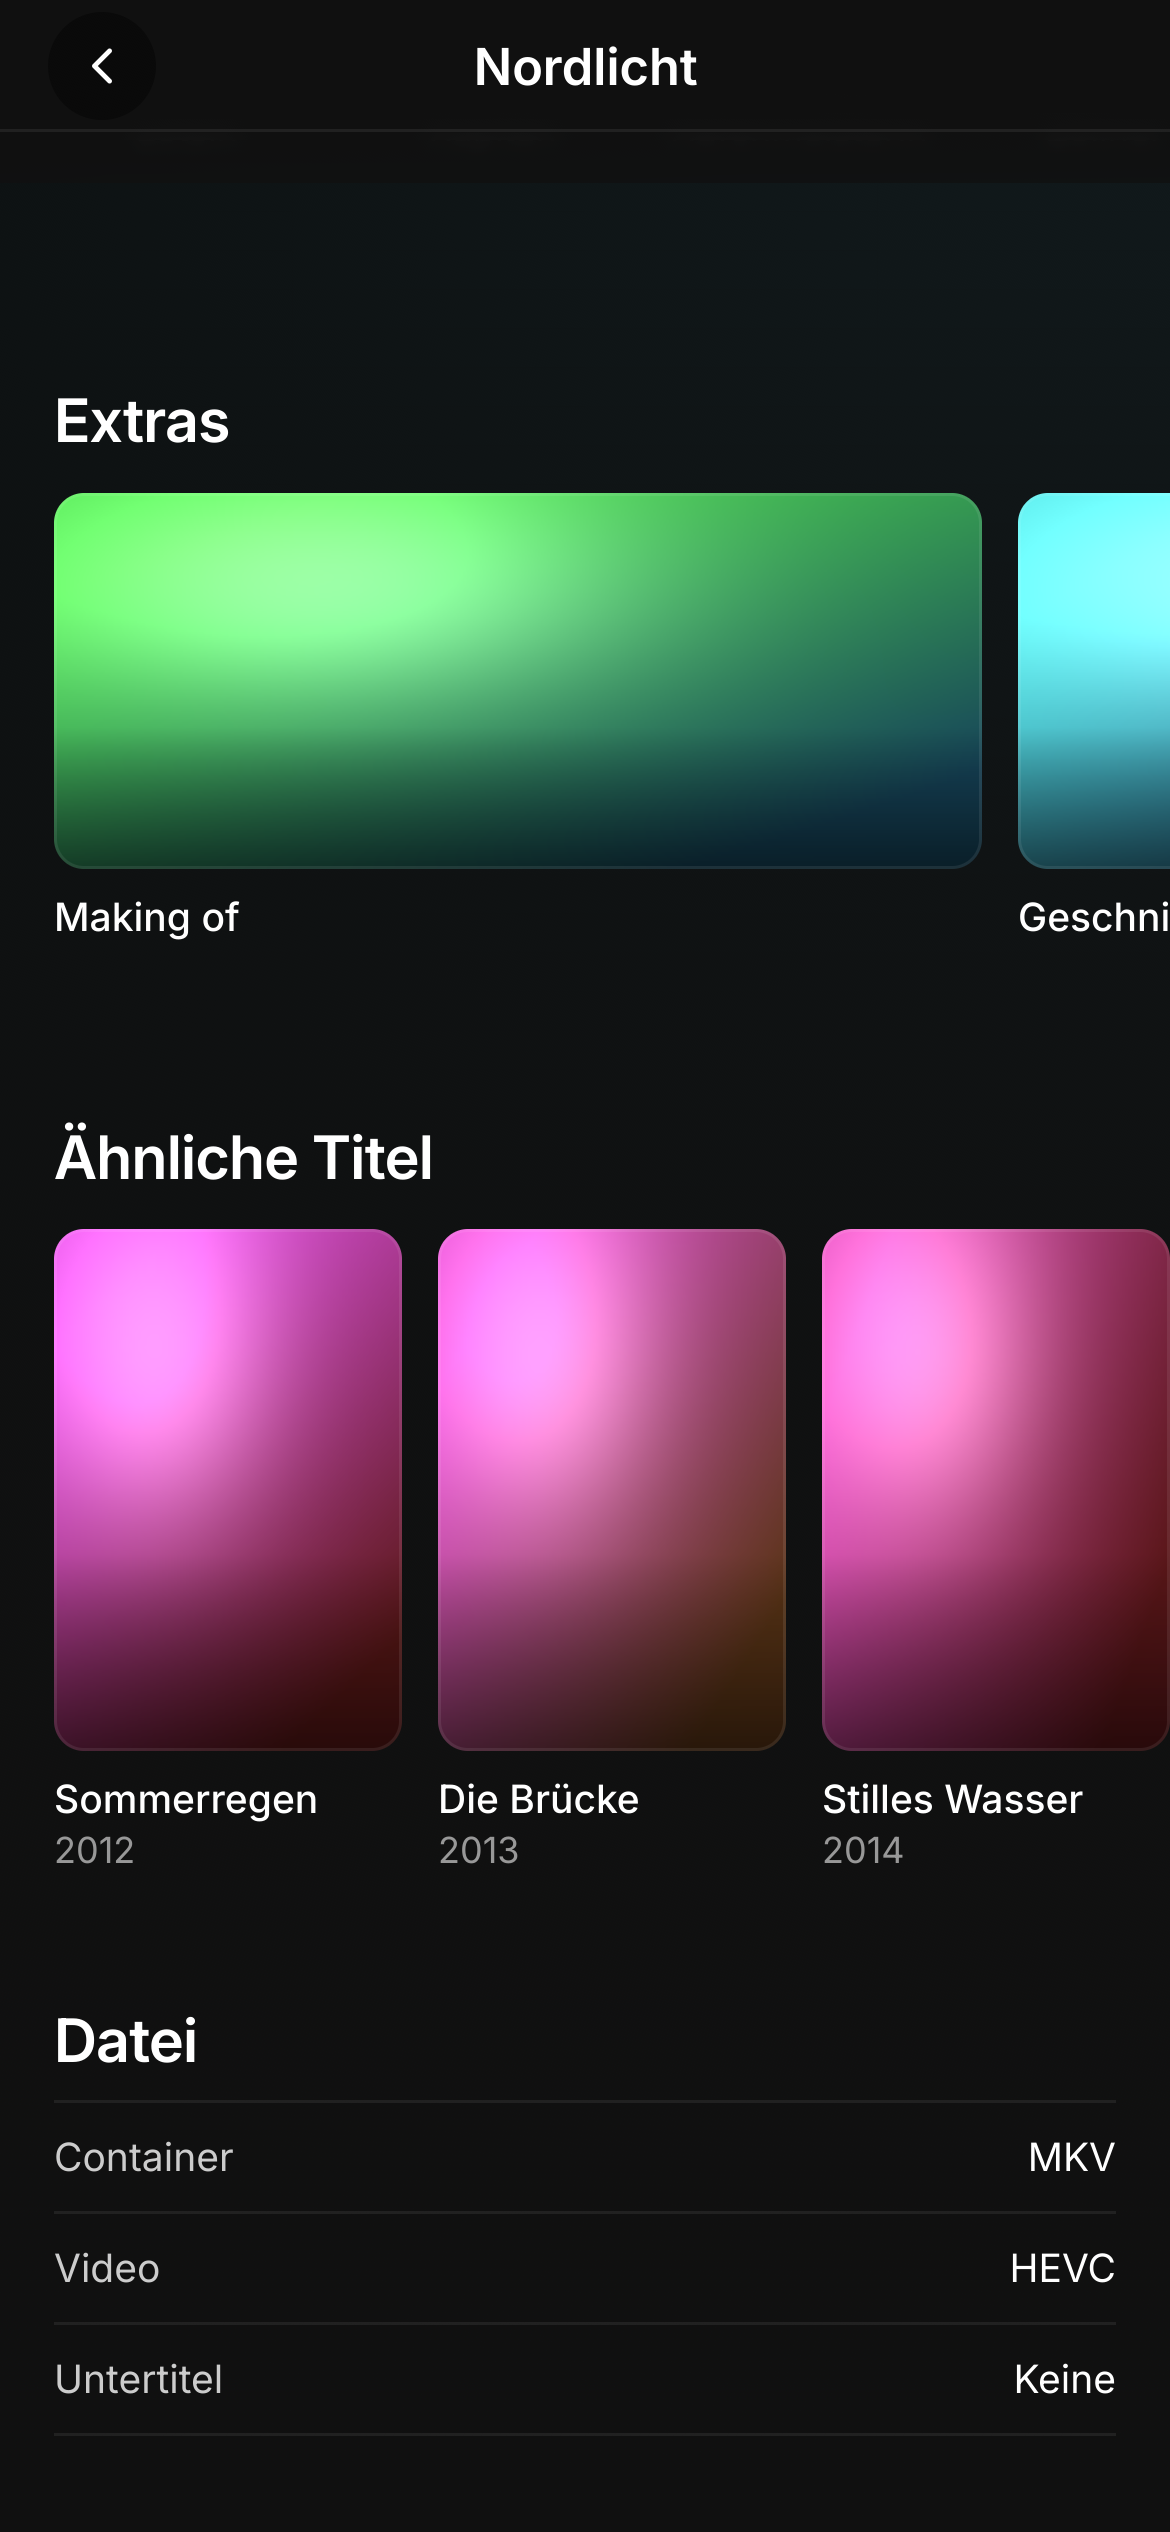 Nordlicht
Extras
Making of
Geschni
Ähnliche Titel
Sommerregen
2012
Die Brücke
2013
Stilles Wasser
2014
Datei
Container
MKV
Video
HEVC
Untertitel
Keine